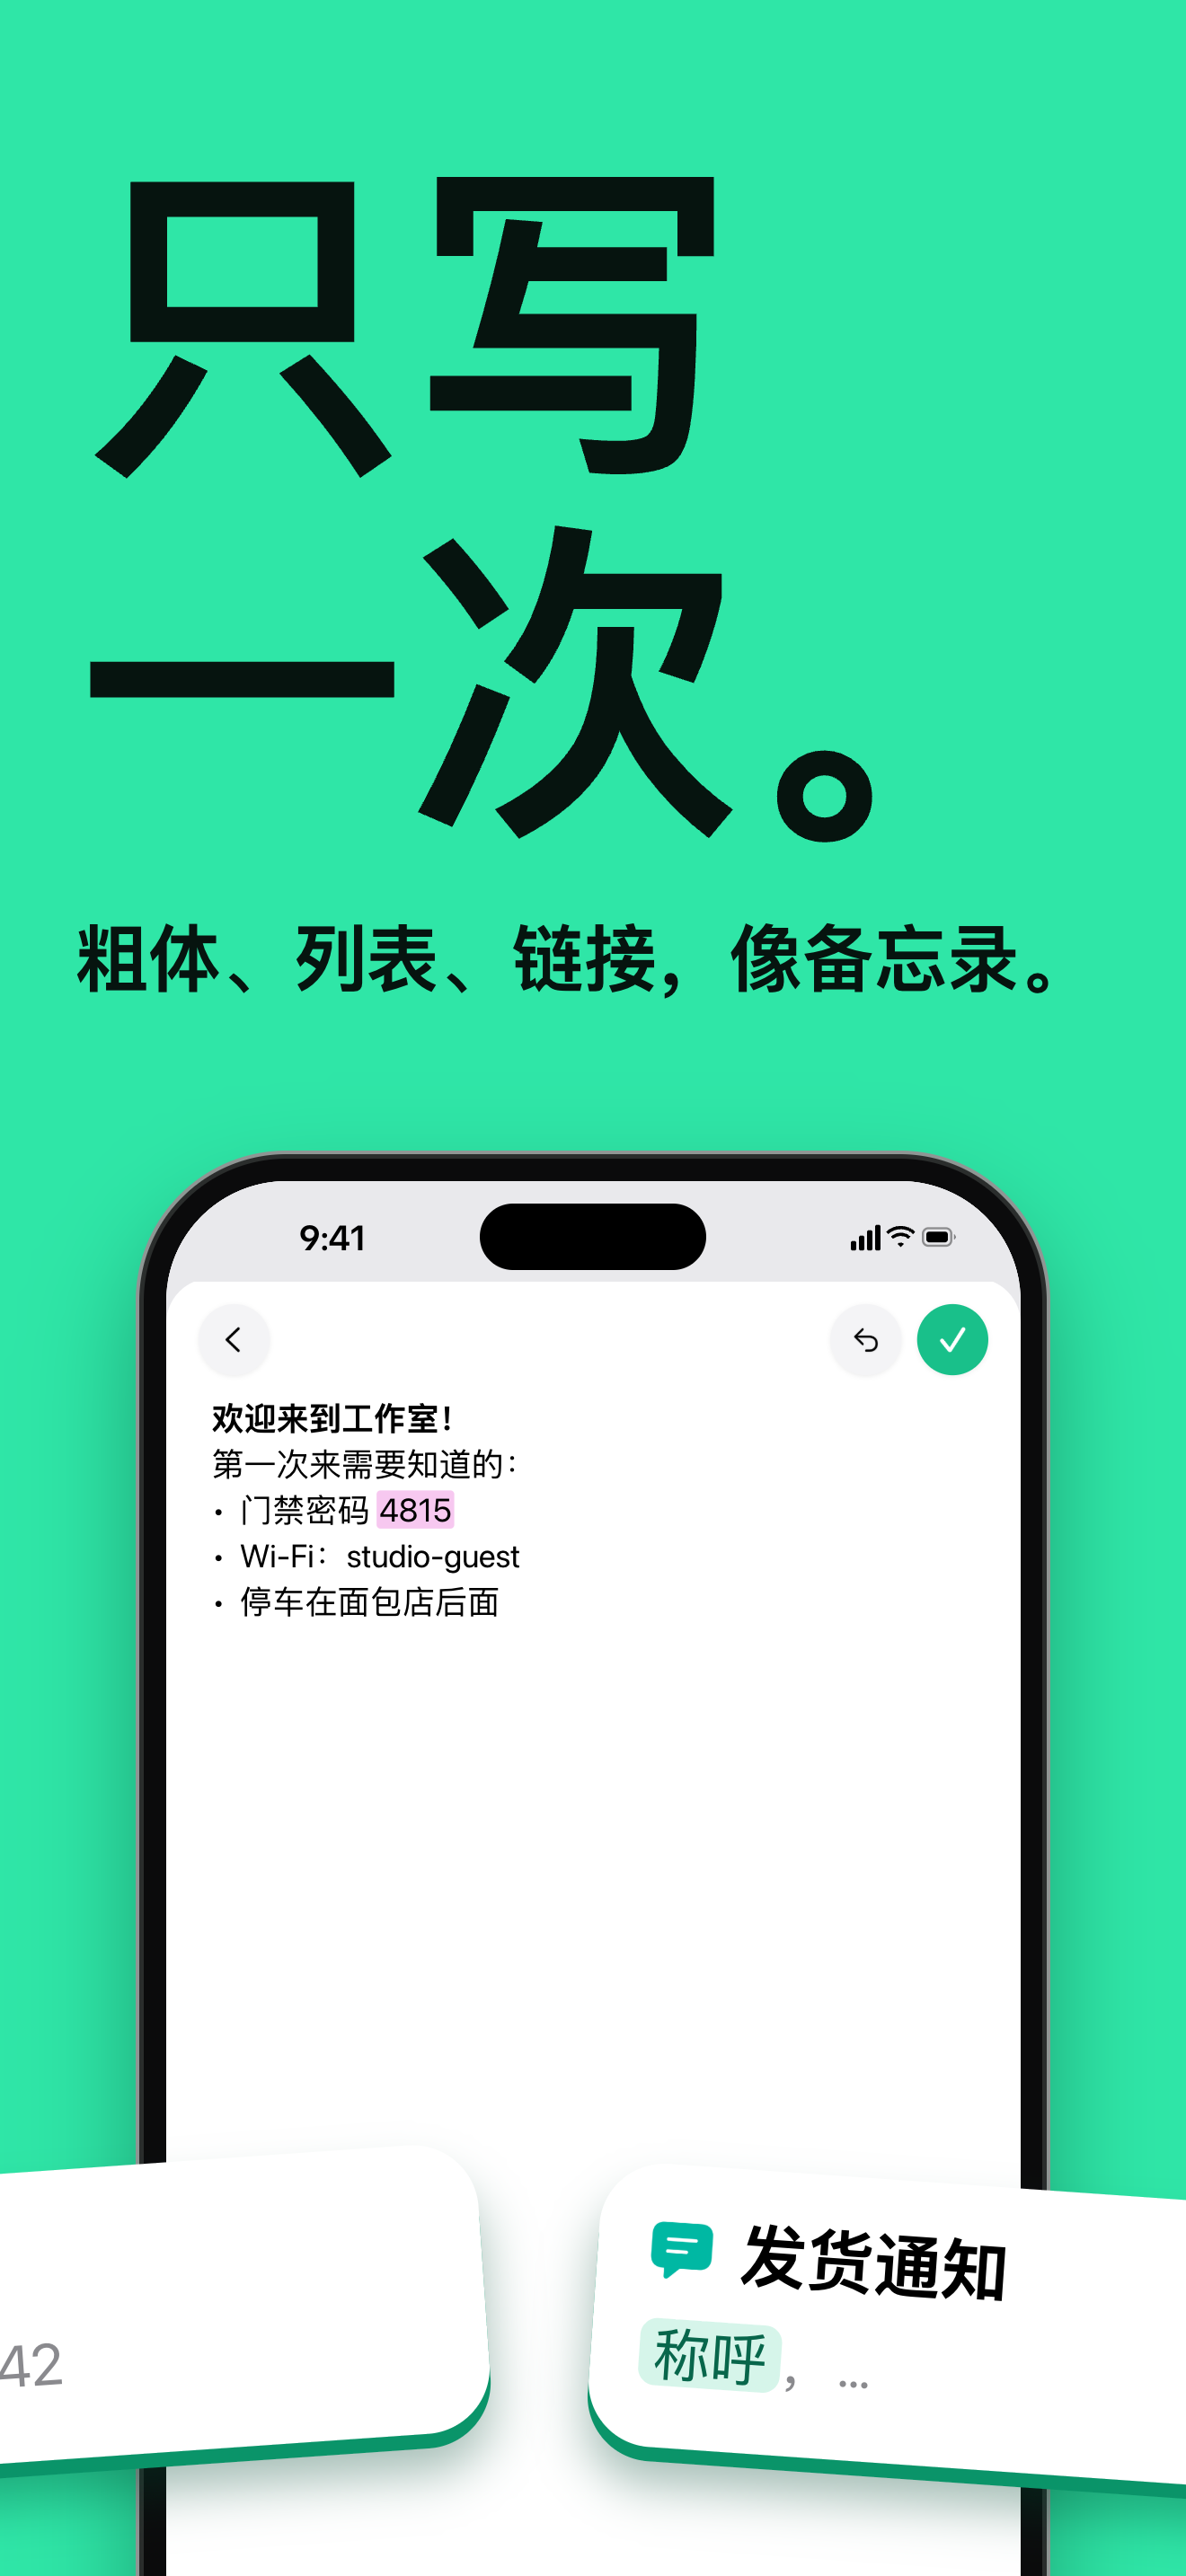 只写
一次。
粗体、列表、链接，像备忘录。
9:41
欢迎来到工作室！
第一次来需要知道的：
• 门禁密码 4815
• Wi-Fi：studio-guest
• 停车在面包店后面
42
发货通知
称呼，...